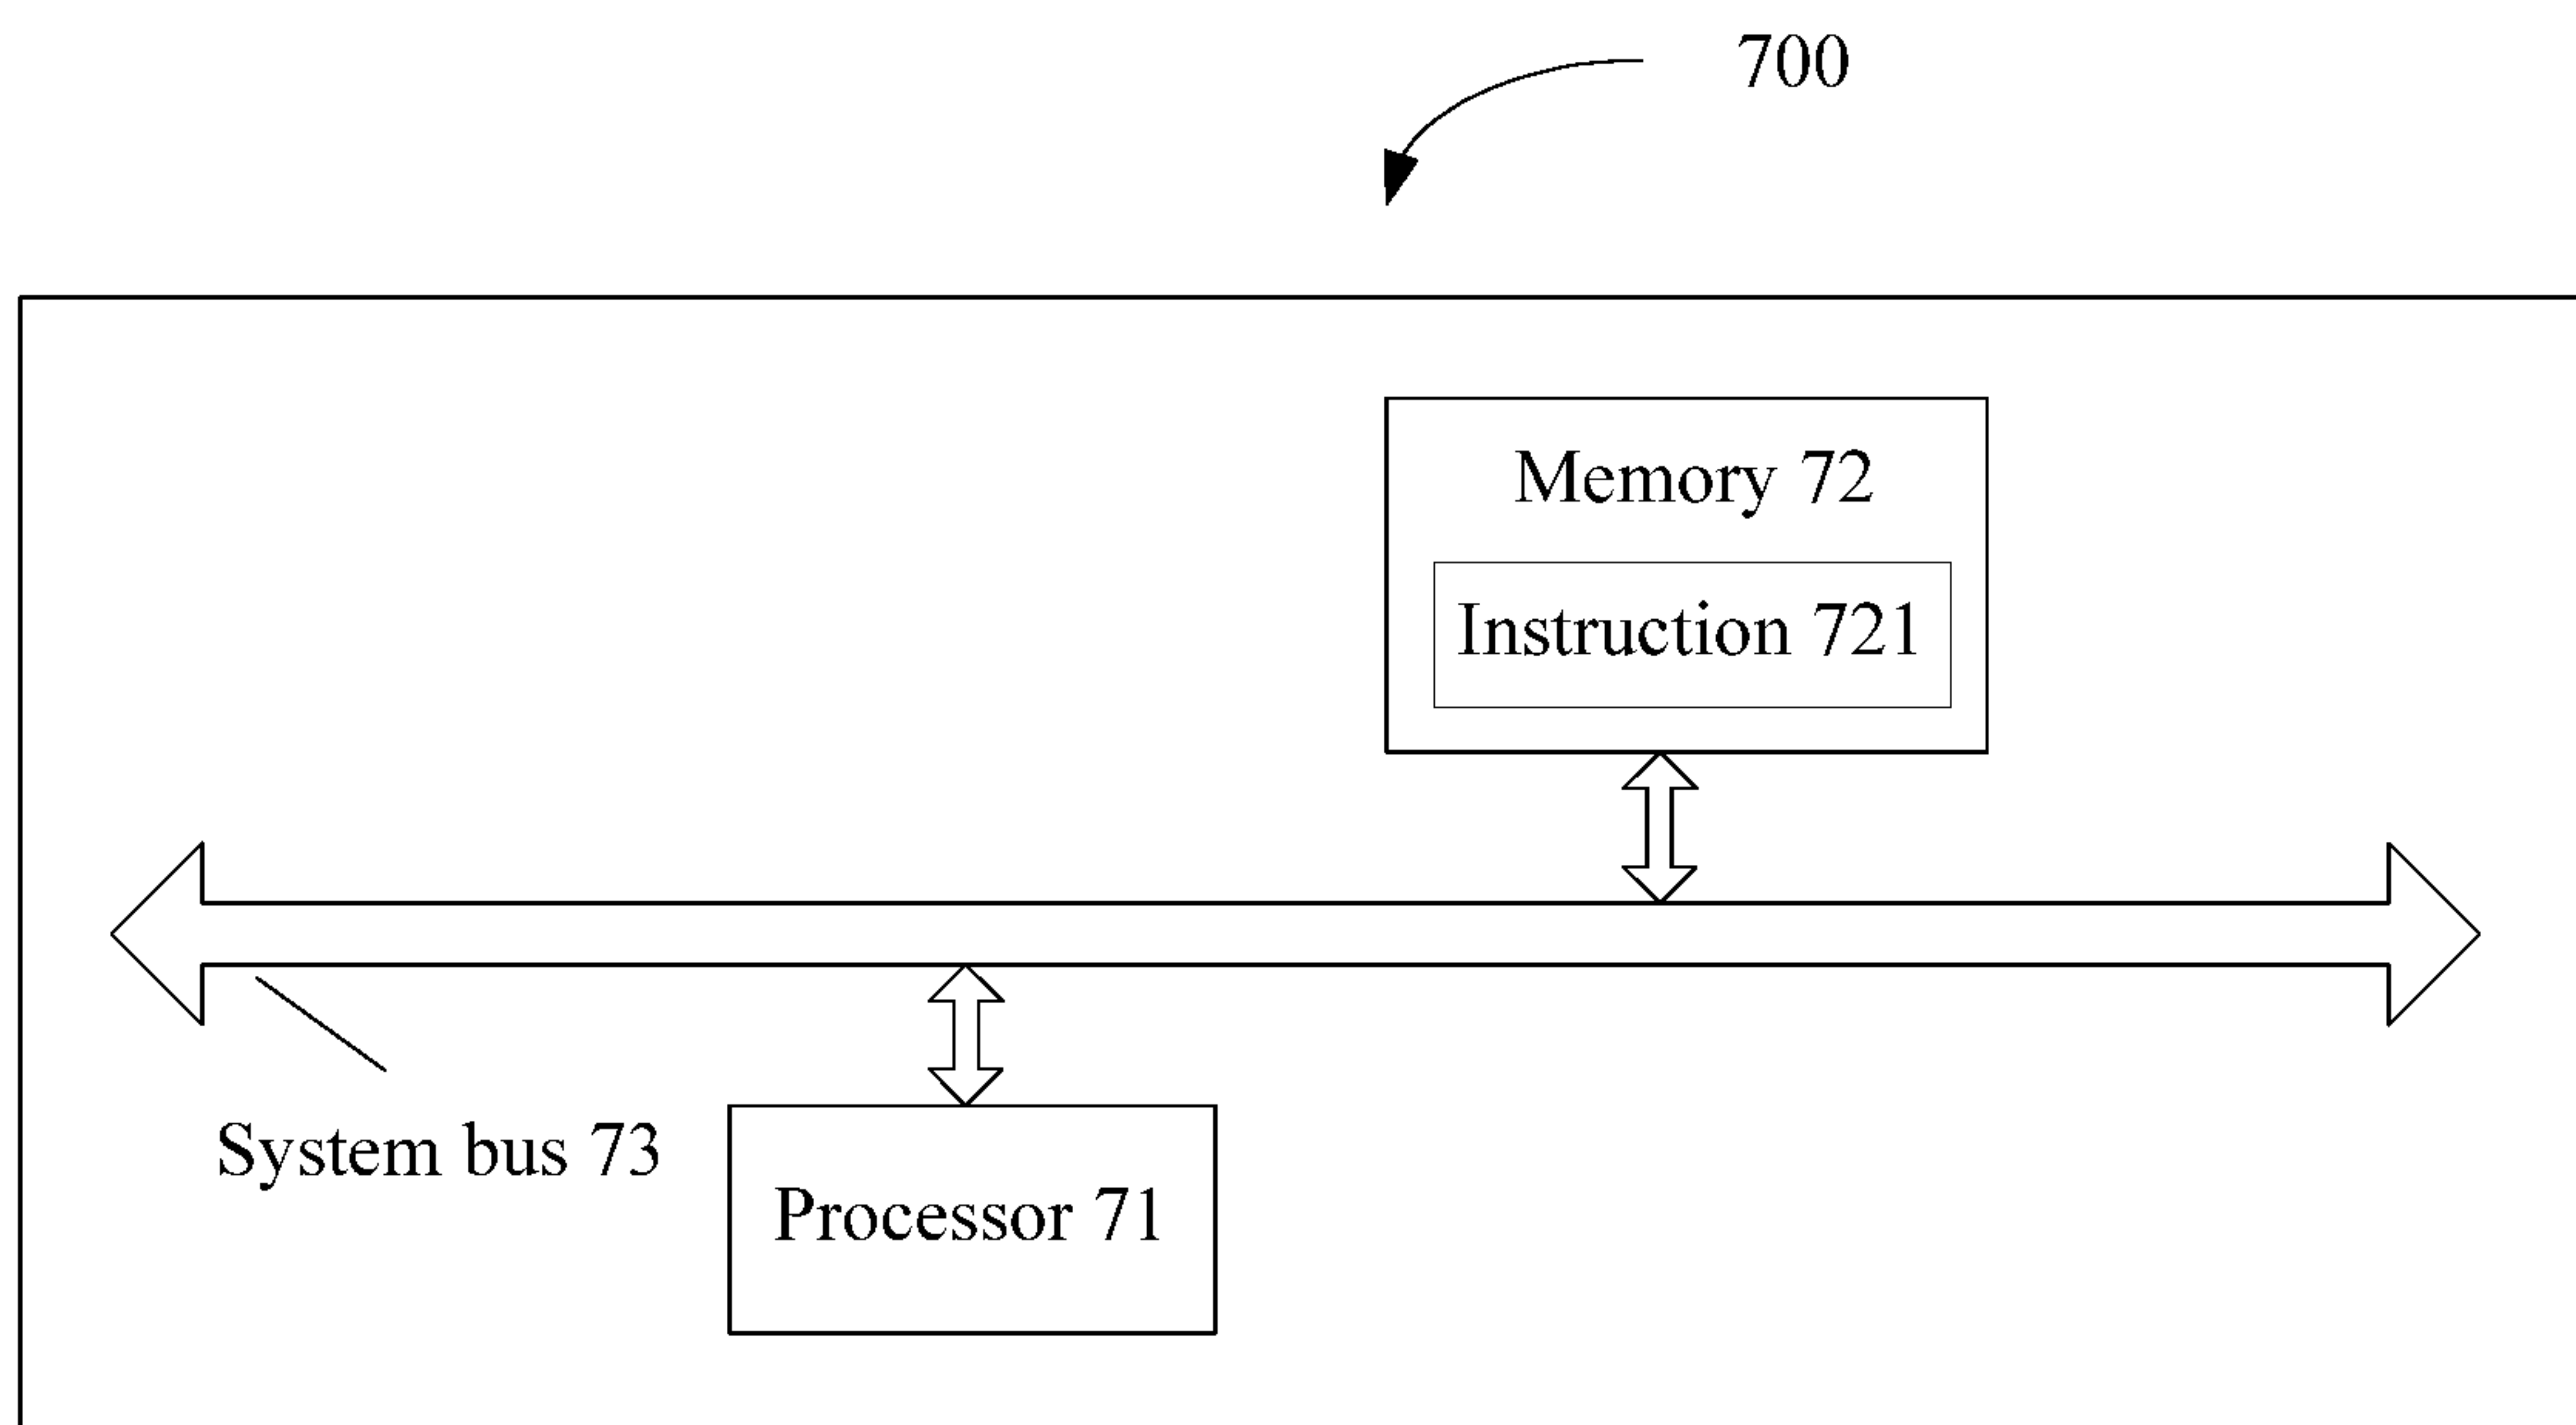 700
Memory 72
Instruction 721
System bus 73
Processor 71